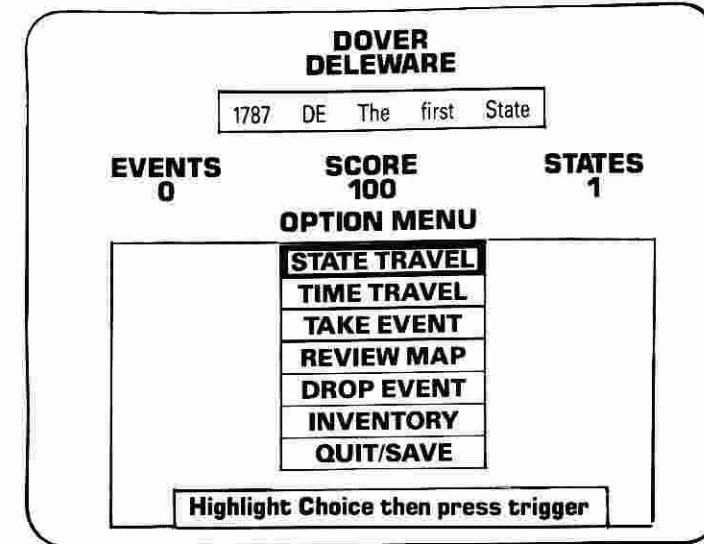 DOVER
DELEWARE
1787 DE The first State
EVENTS SCORE STATES
0 100 1
OPTION MENU
STATE TRAVEL
TIME TRAVEL
TAKE EVENT
REVIEW MAP
DROP EVENT
INVENTORY
QUIT/SAVE
Highlight Choice then press trigger